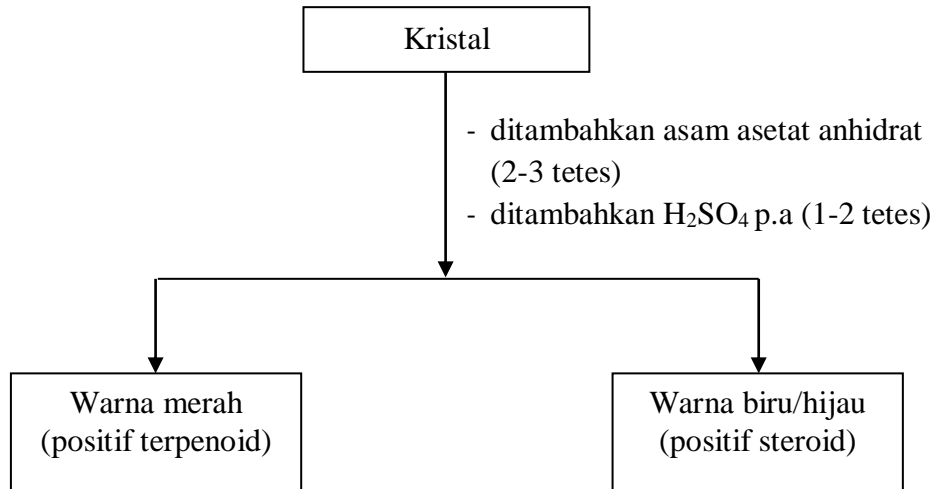 Kristal
- ditambahkan asam asetat anhidrat
(2-3 tetes)
- ditambahkan H₂SO₄ p.a (1-2 tetes)
Warna merah
(positif terpenoid)
Warna biru/hijau
(positif steroid)